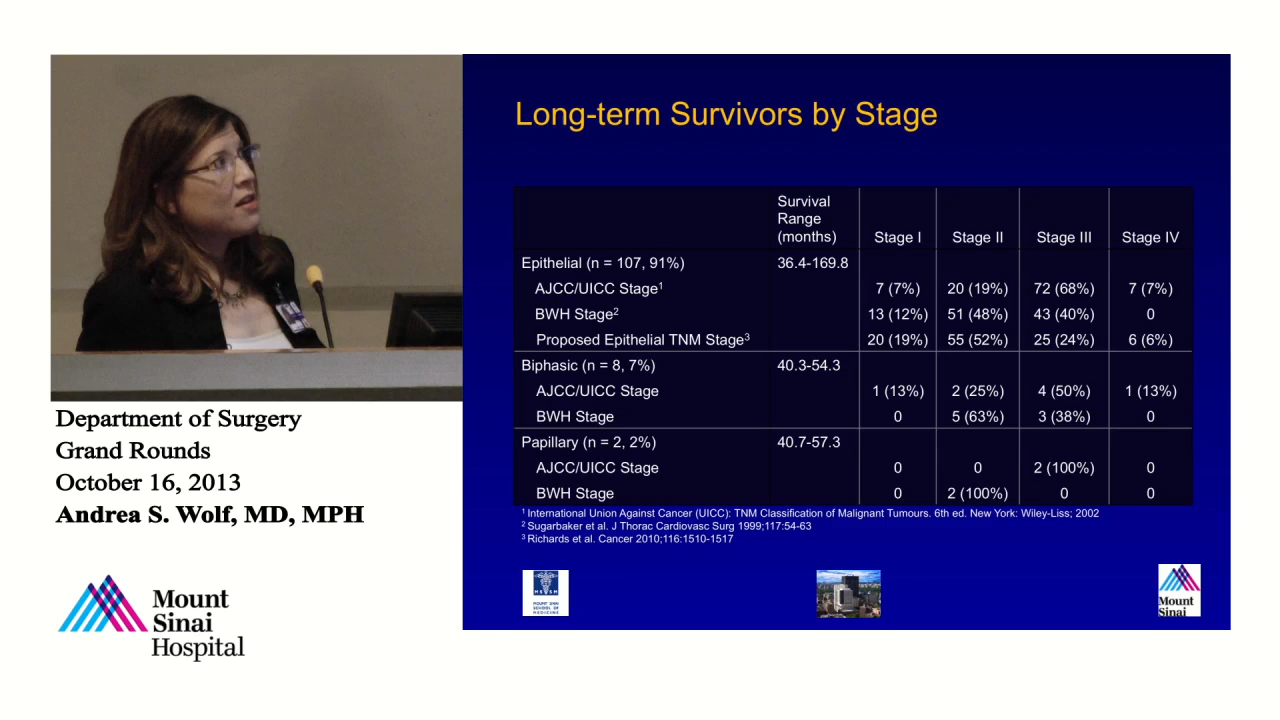 Long-term Survivors by Stage
Survival Range (months) Stage I Stage II Stage III Stage IV
Epithelial (n = 107, 91%) 36.4-169.8
AJCC/UICC Stage¹ 7 (7%) 20 (19%) 72 (68%) 7 (7%)
BWH Stage² 13 (12%) 51 (48%) 43 (40%) 0
Proposed Epithelial TNM Stage³ 20 (19%) 55 (52%) 25 (24%) 6 (6%)
Biphasic (n = 8, 7%) 40.3-54.3
AJCC/UICC Stage 1 (13%) 2 (25%) 4 (50%) 1 (13%)
BWH Stage 0 5 (63%) 3 (38%) 0
Papillary (n = 2, 2%) 40.7-57.3
AJCC/UICC Stage 0 0 2 (100%) 0
BWH Stage 0 2 (100%) 0 0
¹ International Union Against Cancer (UICC): TNM Classification of Malignant Tumours. 6th ed. New York: Wiley-Liss; 2002
² Sugarbaker et al. J Thorac Cardiovasc Surg 1999;117:54-63
³ Richards et al. Cancer 2010;116:1510-1517
MOUNT SINAI
SCHOOL OF
MEDICINE
Mount
Sinai
Department of Surgery
Grand Rounds
October 16, 2013
Andrea S. Wolf, MD, MPH
Mount
Sinai
Hospital